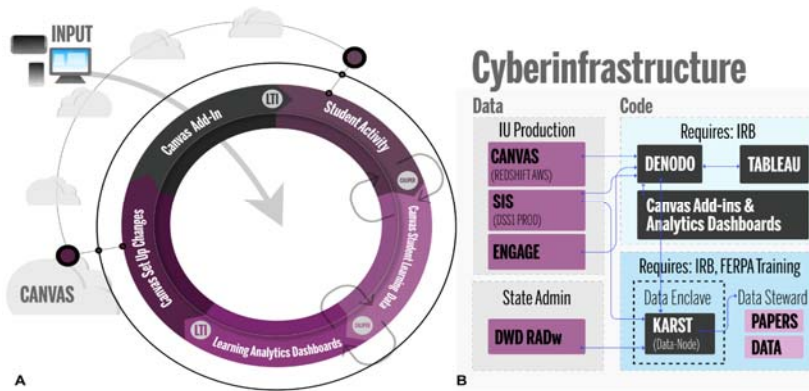 INPUT
LTI
Canvas Add-In
Student Activity
CALIPER
Canvas Student Learning Data
CALIPER
Learning Analytics Dashboards
LTI
Canvas Set Up Changes
CANVAS
A
Cyberinfrastructure
Data
Code
IU Production
CANVAS
(REDSHIFT AWS)
SIS
(DSS1 PROD)
ENGAGE
State Admin
DWD RADw
Requires: IRB
DENODO
TABLEAU
Canvas Add-ins &
Analytics Dashboards
Requires: IRB, FERPA Training
Data Enclave
KARST
(Data-Node)
Data Steward
PAPERS
DATA
B